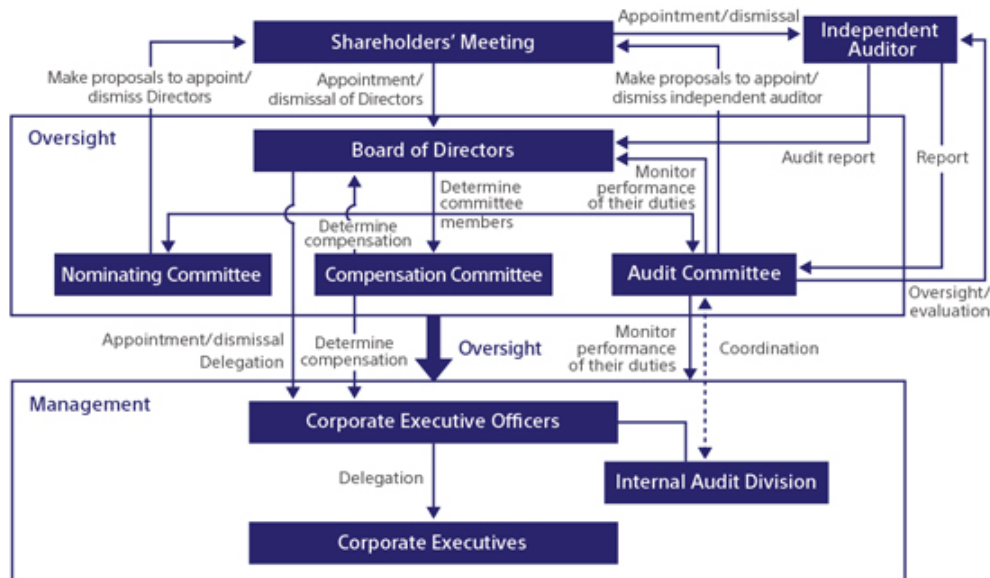 Appointment/dismissal
Shareholders' Meeting
Independent
Auditor
Make proposals to appoint/
dismiss Directors
Appointment/
dismissal of Directors
Make proposals to appoint/
dismiss independent auditor
Oversight
Board of Directors
Audit report
Report
Monitor
performance
of their duties
Determine
committee
members
Determine
compensation
Nominating Committee
Compensation Committee
Audit Committee
Oversight/
evaluation
Appointment/dismissal
Delegation
Determine
compensation
Oversight
Monitor
performance
of their duties
Coordination
Management
Corporate Executive Officers
Delegation
Internal Audit Division
Corporate Executives